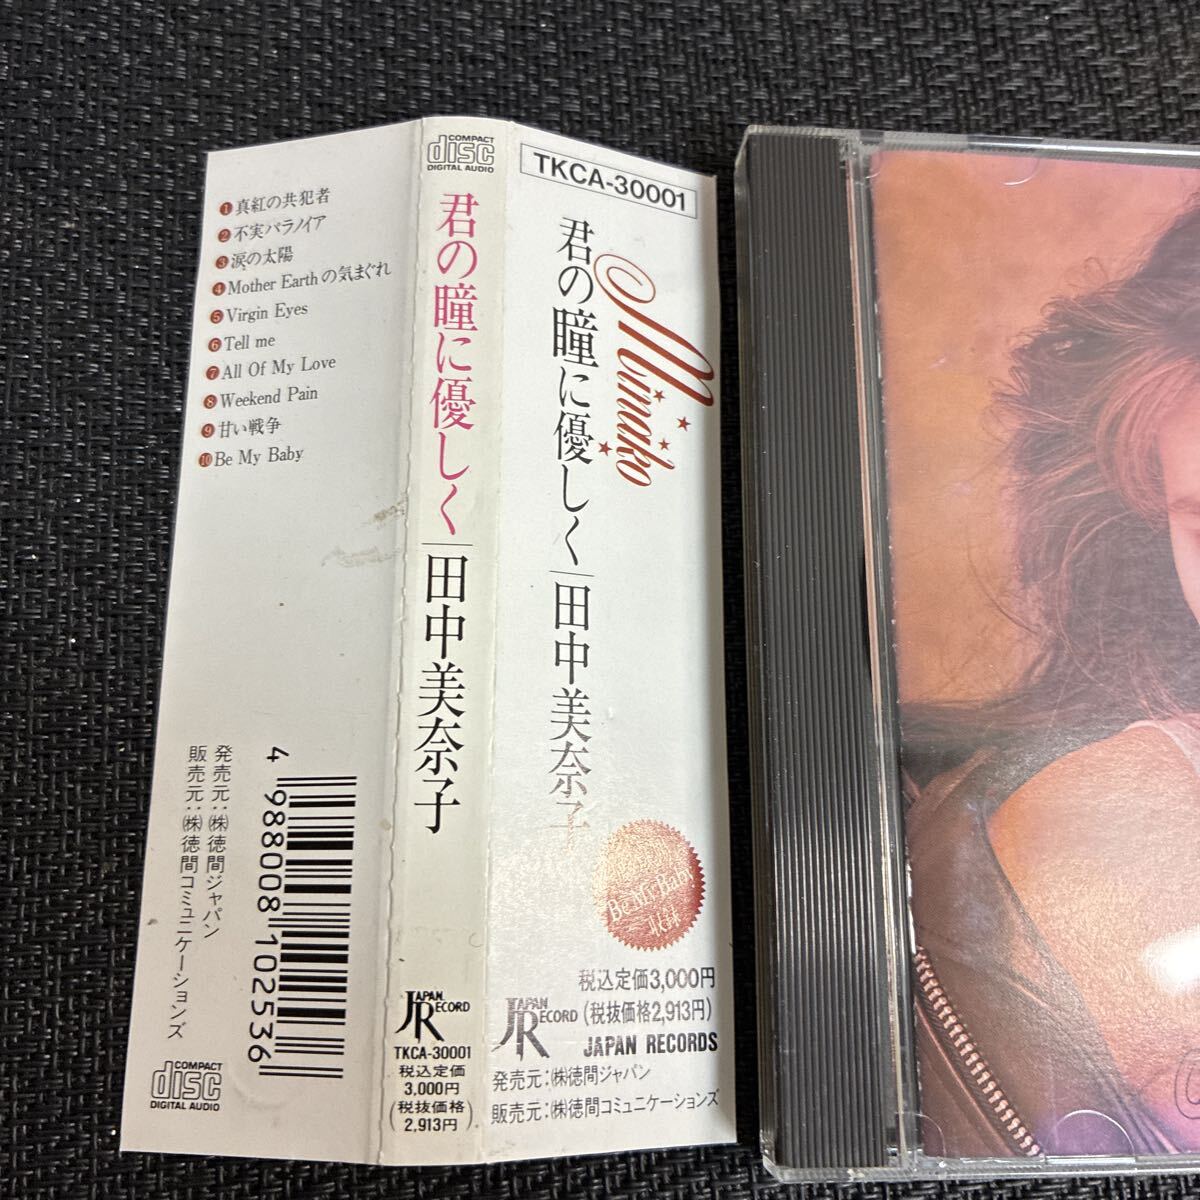 ❶真紅の共犯者
❷不実パラノイア
❸涙の太陽
❹Mother Earthの気まぐれ
❺Virgin Eyes
❻Tell me
❼All Of My Love
❽Weekend Pain
❾甘い戦争
❿Be My Baby
発売元:㈱徳間ジャパン
販売元:㈱徳間コミュニケーションズ
4 988008 102536
COMPACT
disc
DIGITAL AUDIO
COMPACT
disc
DIGITAL AUDIO
君の瞳に優しく│田中美奈子
JAPAN
RECORD
TKCA-30001
税込定価
3,000円
(税抜価格
2,913円)
TKCA-30001
Minako
君の瞳に優しく│田中美奈子
Be My Baby
収録
税込定価3,000円
(税抜価格2,913円)
JAPAN
RECORD
JAPAN RECORDS
発売元:㈱徳間ジャパン
販売元:㈱徳間コミュニケーションズ